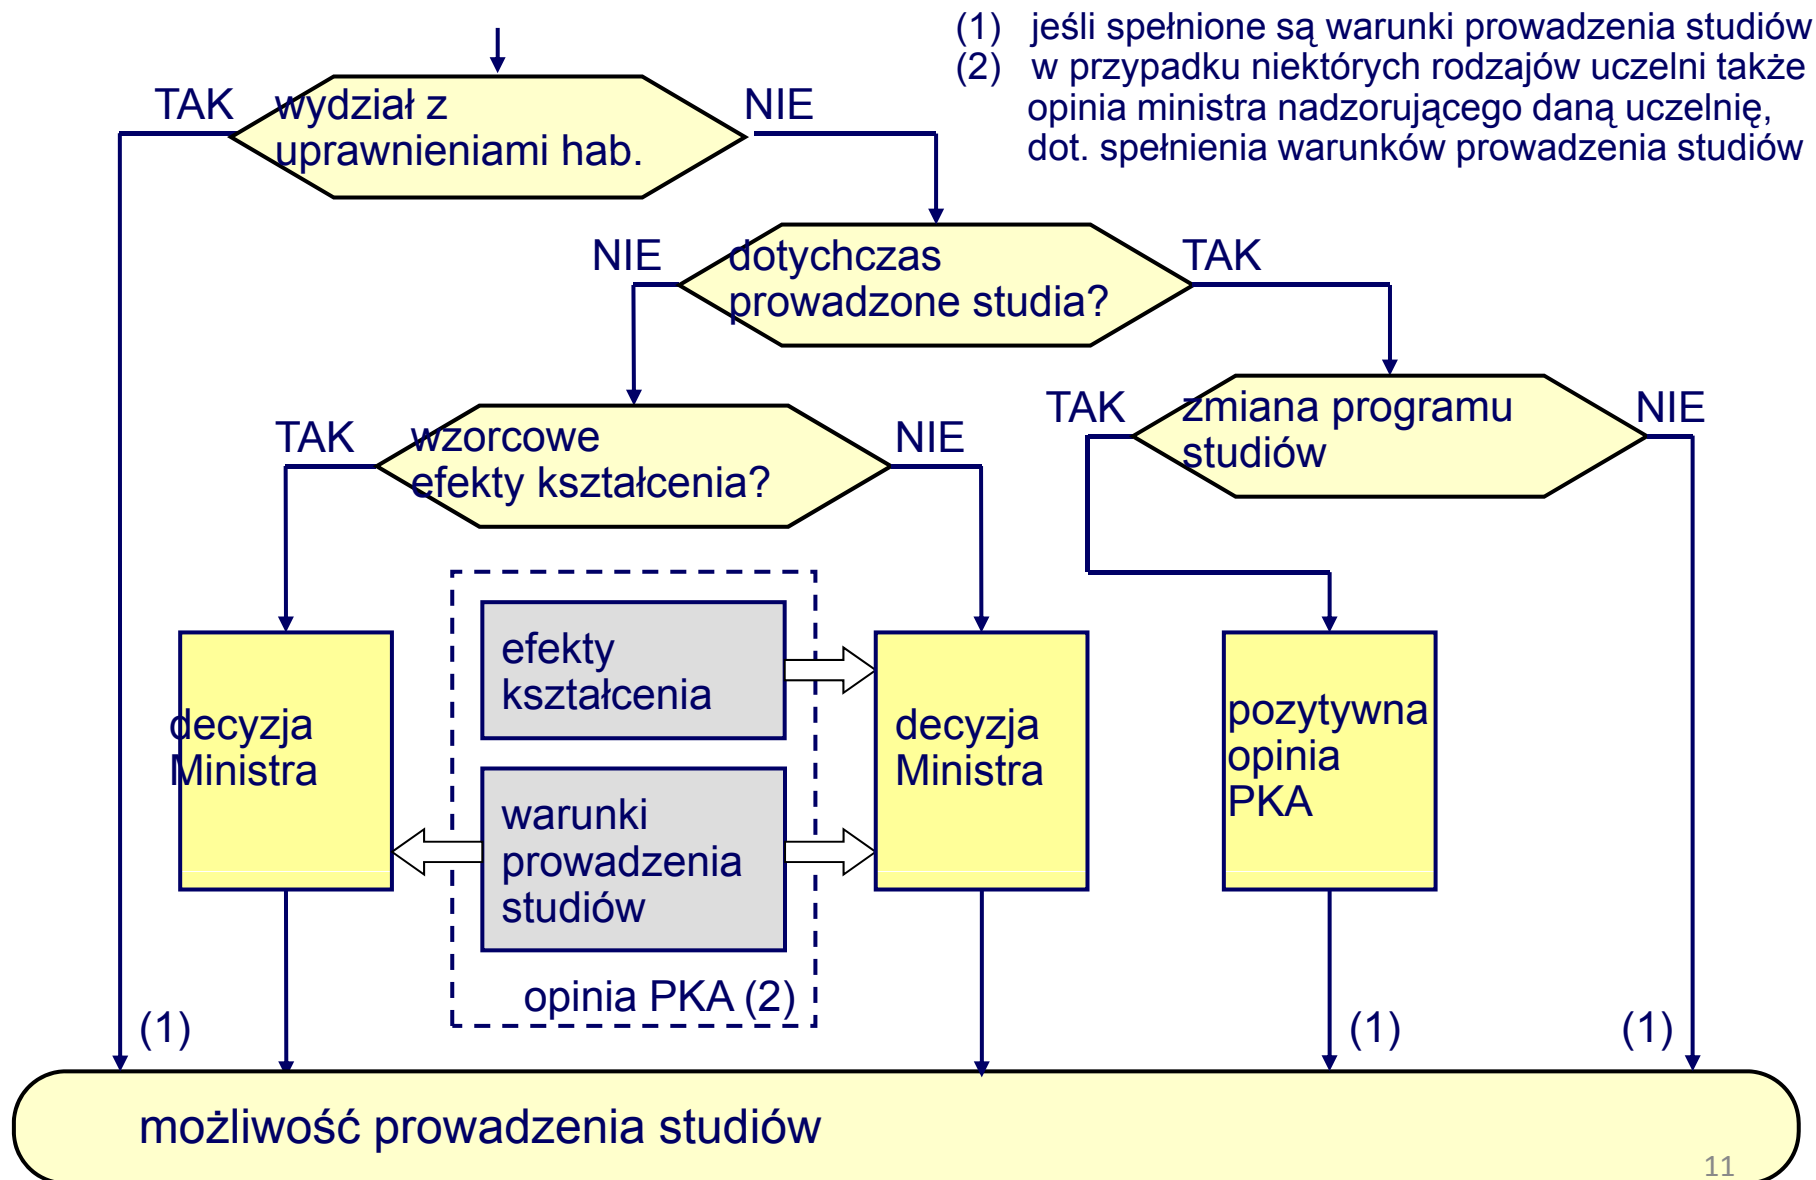 (1) jeśli spełnione są warunki prowadzenia studiów
(2) w przypadku niektórych rodzajów uczelni także
opinia ministra nadzorującego daną uczelnię,
dot. spełnienia warunków prowadzenia studiów
TAK
wydział z
uprawnieniami hab.
NIE
NIE
dotychczas
prowadzone studia?
TAK
TAK
wzorcowe
efekty kształcenia?
NIE
TAK
zmiana programu
studiów
NIE
decyzja
Ministra
efekty
kształcenia
warunki
prowadzenia
studiów
opinia PKA (2)
decyzja
Ministra
pozytywna
opinia
PKA
(1)
(1)
(1)
możliwość prowadzenia studiów
11